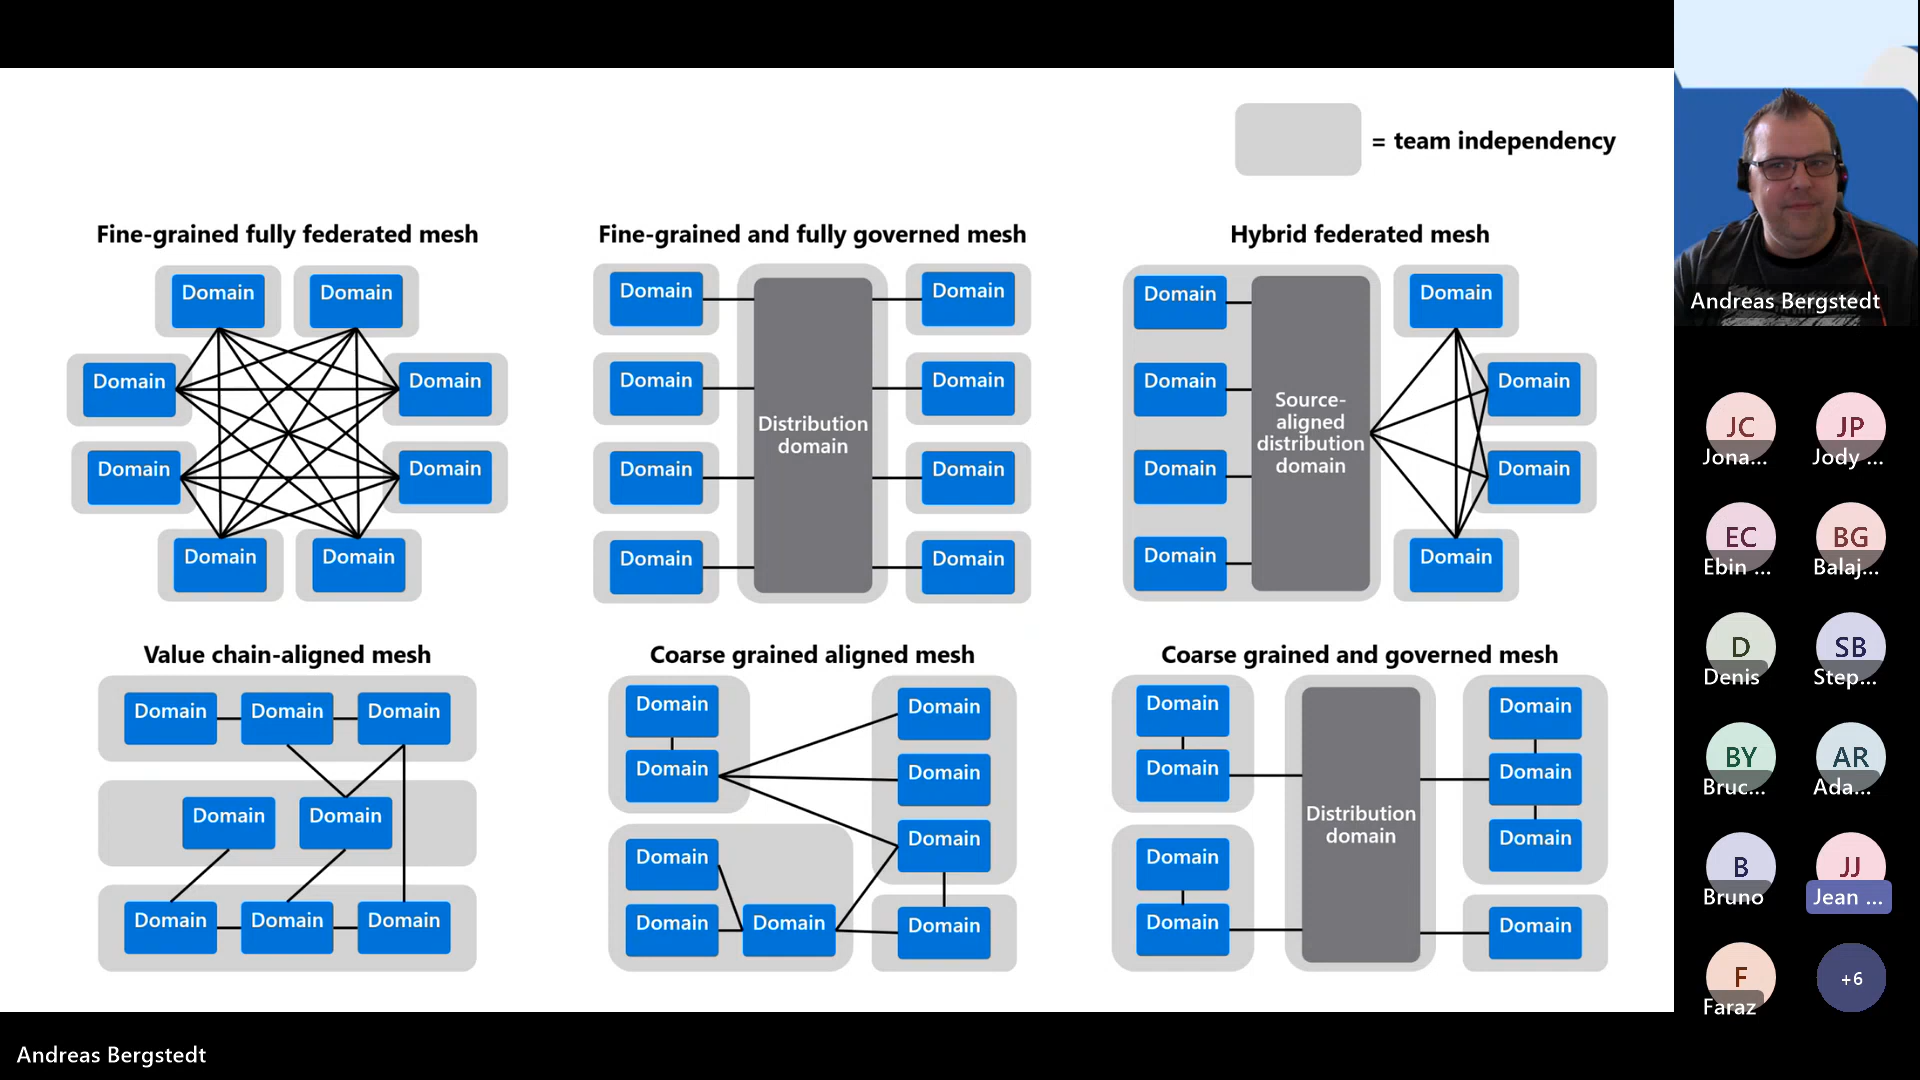 = team independency
Fine-grained fully federated mesh
Domain
Domain
Domain
Domain
Domain
Domain
Domain
Domain
Fine-grained and fully governed mesh
Domain
Domain
Domain
Domain
Distribution
domain
Domain
Domain
Domain
Domain
Hybrid federated mesh
Domain
Domain
Domain
Domain
Source-
aligned
distribution
domain
Domain
Domain
Domain
Domain
Value chain-aligned mesh
Domain
Domain
Domain
Domain
Domain
Domain
Domain
Domain
Coarse grained aligned mesh
Domain
Domain
Domain
Domain
Domain
Domain
Domain
Domain
Domain
Coarse grained and governed mesh
Domain
Domain
Domain
Domain
Distribution
domain
Domain
Domain
Domain
Domain
Andreas Bergstedt
JC
Jona...
JP
Jody ...
EC
Ebin ...
BG
Balaj...
D
Denis
SB
Step...
BY
Bruc...
AR
Ada...
B
Bruno
JJ
Jean ...
F
Faraz
+6
Andreas Bergstedt